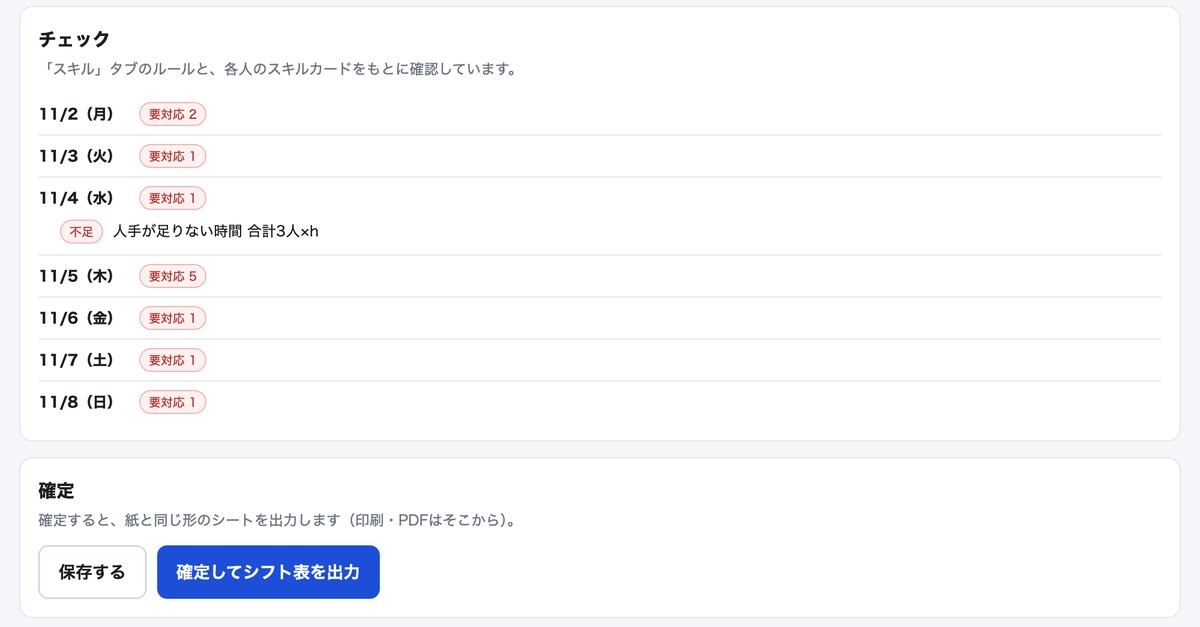 チェック
「スキル」タブのルールと、各人のスキルカードをもとに確認しています。
11/2（月） 要対応 2
11/3（火） 要対応 1
11/4（水） 要対応 1
不足 人手が足りない時間 合計3人×h
11/5（木） 要対応 5
11/6（金） 要対応 1
11/7（土） 要対応 1
11/8（日） 要対応 1
確定
確定すると、紙と同じ形のシートを出力します（印刷・PDFはそこから）。
保存する 確定してシフト表を出力